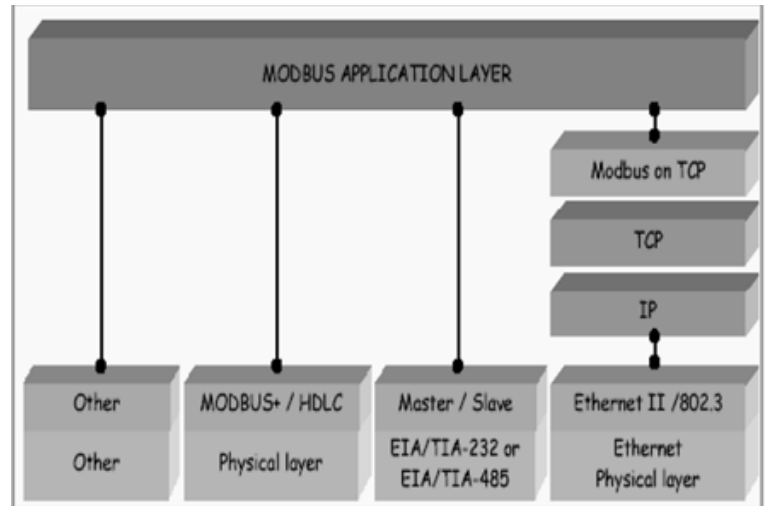 MODBUS APPLICATION LAYER
Modbus on TCP
TCP
IP
Other
MODBUS+ / HDLC
Master / Slave
Ethernet II /802.3
Other
Physical layer
EIA/TIA-232 or
EIA/TIA-485
Ethernet
Physical layer